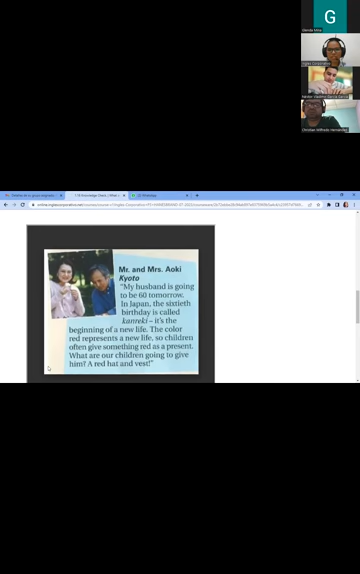 G
Mr. and Mrs. Aoki
Kyoto
"My husband is going
to be 60 tomorrow.
In Japan, the sixtieth
birthday is called
kanreki – it's the
beginning of a new life. The color
red represents a new life, so children
often give something red as a present.
What are our children going to give
him? A red hat and vest!"